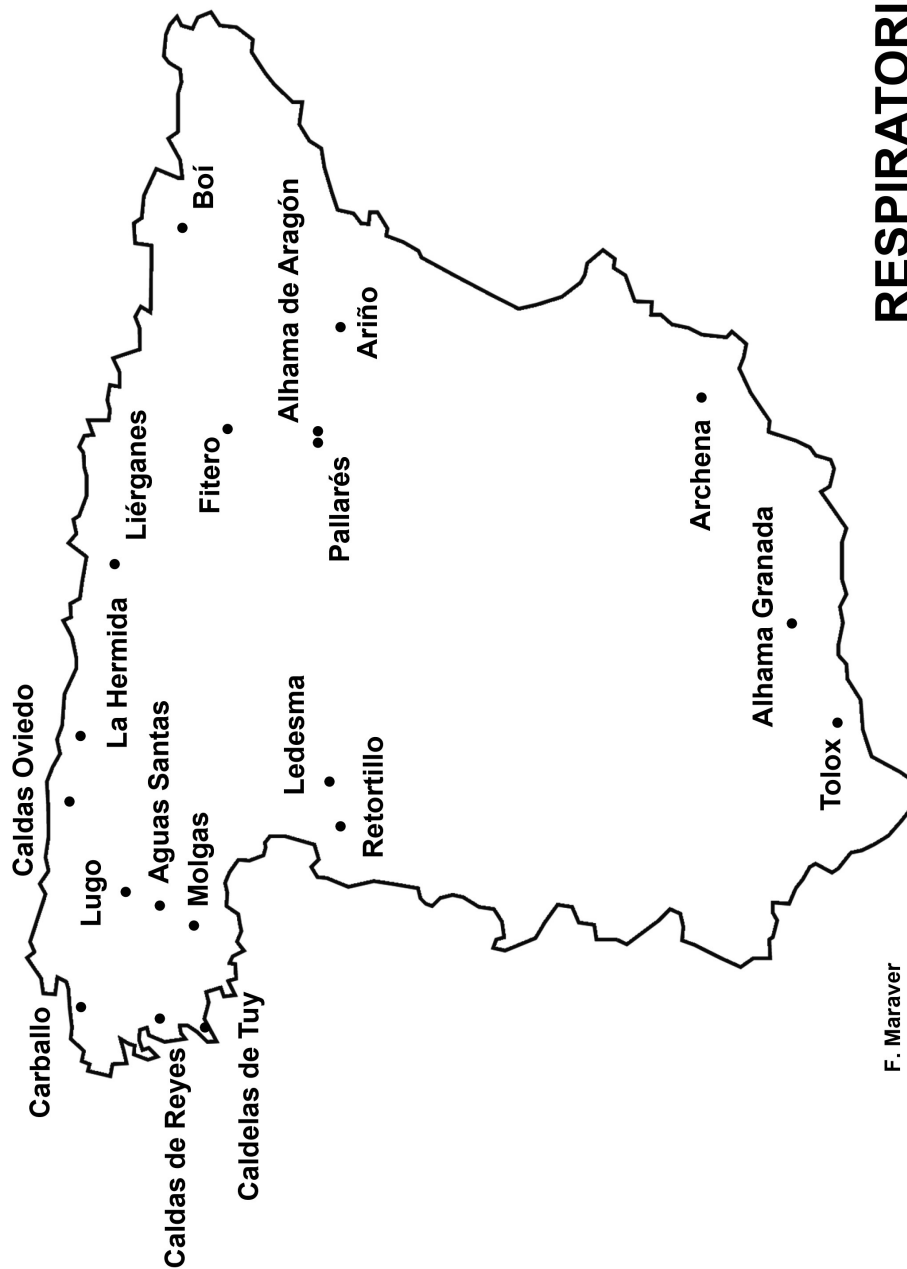 Caldas Oviedo
Carballo
Lugo
La Hermida
Liérganes
Aguas Santas
Caldas de Reyes
Molgas
Boí
Fitero
Caldelas de Tuy
Alhama de Aragón
Ledesma
Pallarés
Ariño
Retortillo
Archena
Alhama Granada
Tolox
F. Maraver
RESPIRATORI